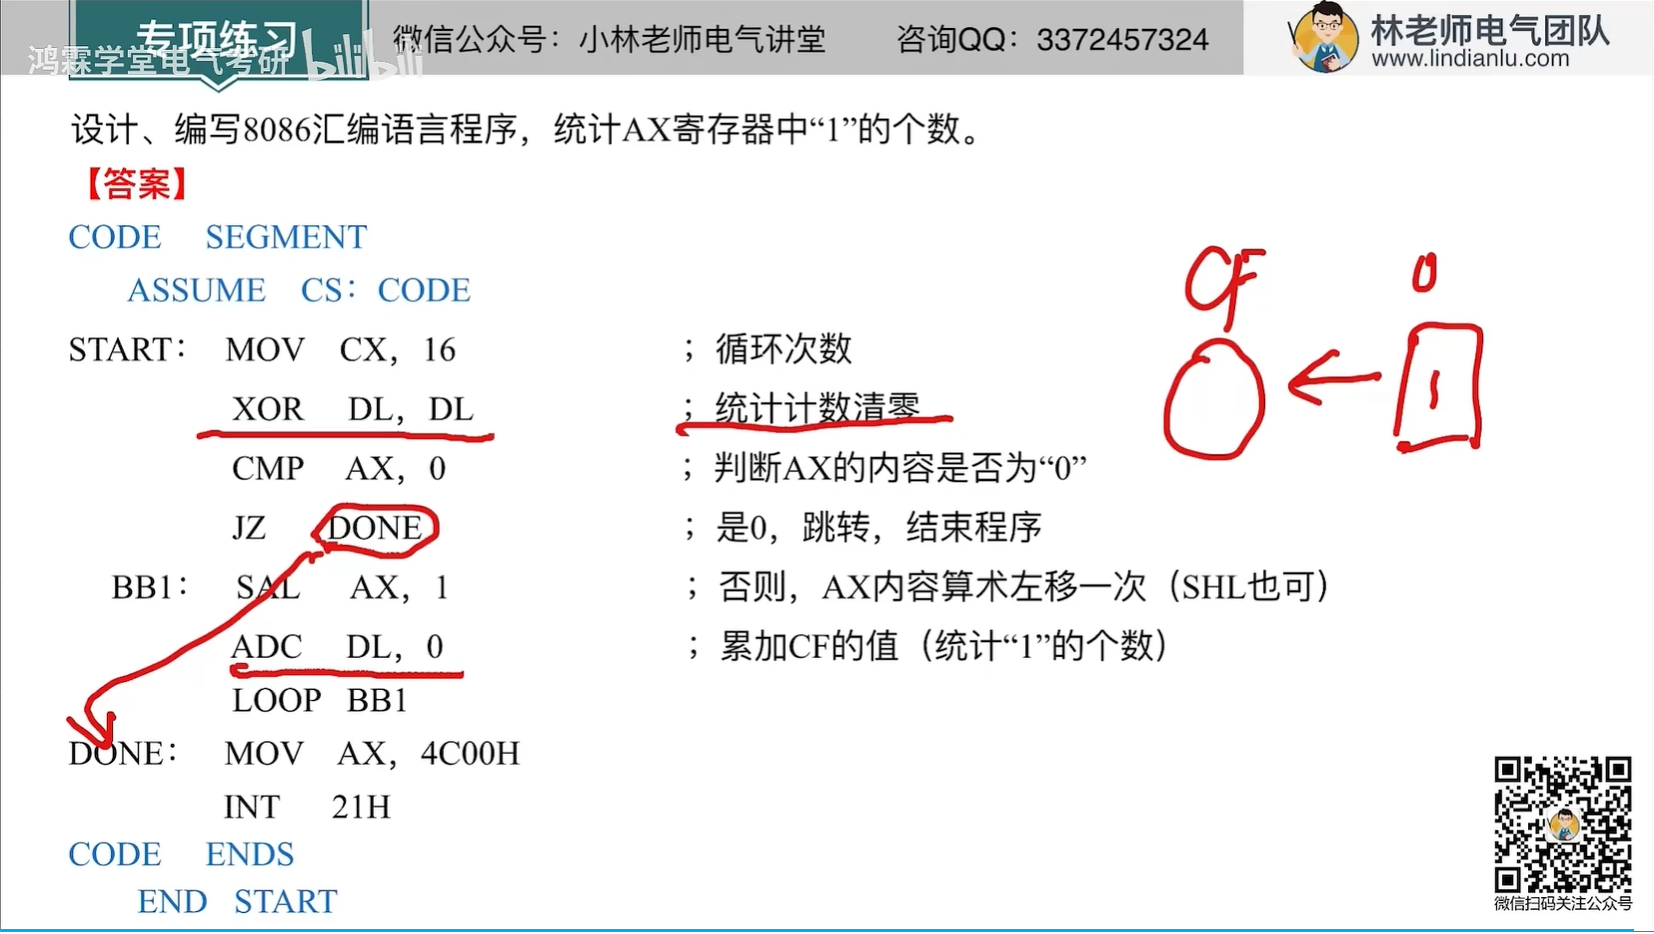 专项练习
鸿霖学堂电气考研 bilibili
微信公众号：小林老师电气讲堂 咨询QQ：3372457324
林老师电气团队
www.lindianlu.com
设计、编写8086汇编语言程序，统计AX寄存器中“1”的个数。
【答案】
CODE SEGMENT
ASSUME CS：CODE
START： MOV CX，16 ；循环次数
XOR DL，DL ；统计计数清零
CMP AX，0 ；判断AX的内容是否为“0”
JZ DONE ；是0，跳转，结束程序
BB1： SAL AX，1 ；否则，AX内容算术左移一次（SHL也可）
ADC DL，0 ；累加CF的值（统计“1”的个数）
LOOP BB1
DONE： MOV AX，4C00H
INT 21H
CODE ENDS
END START
CF 0
1
微信扫码关注公众号